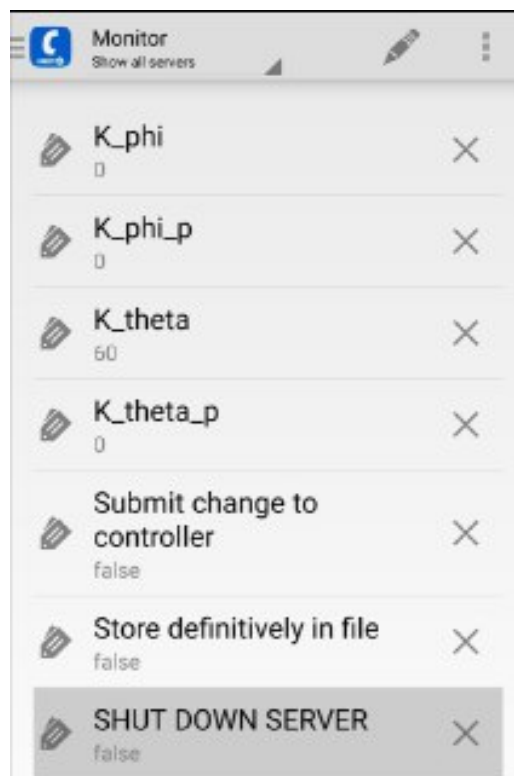 Monitor
Show all servers
K_phi
0
K_phi_p
0
K_theta
60
K_theta_p
0
Submit change to
controller
false
Store definitively in file
false
SHUT DOWN SERVER
false